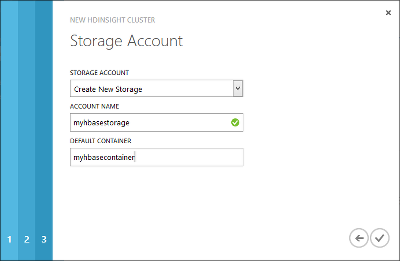 NEW HDINSIGHT CLUSTER
Storage Account
STORAGE ACCOUNT
Create New Storage
ACCOUNT NAME
myhbasestorage
DEFAULT CONTAINER
myhbasecontainer
1 2 3